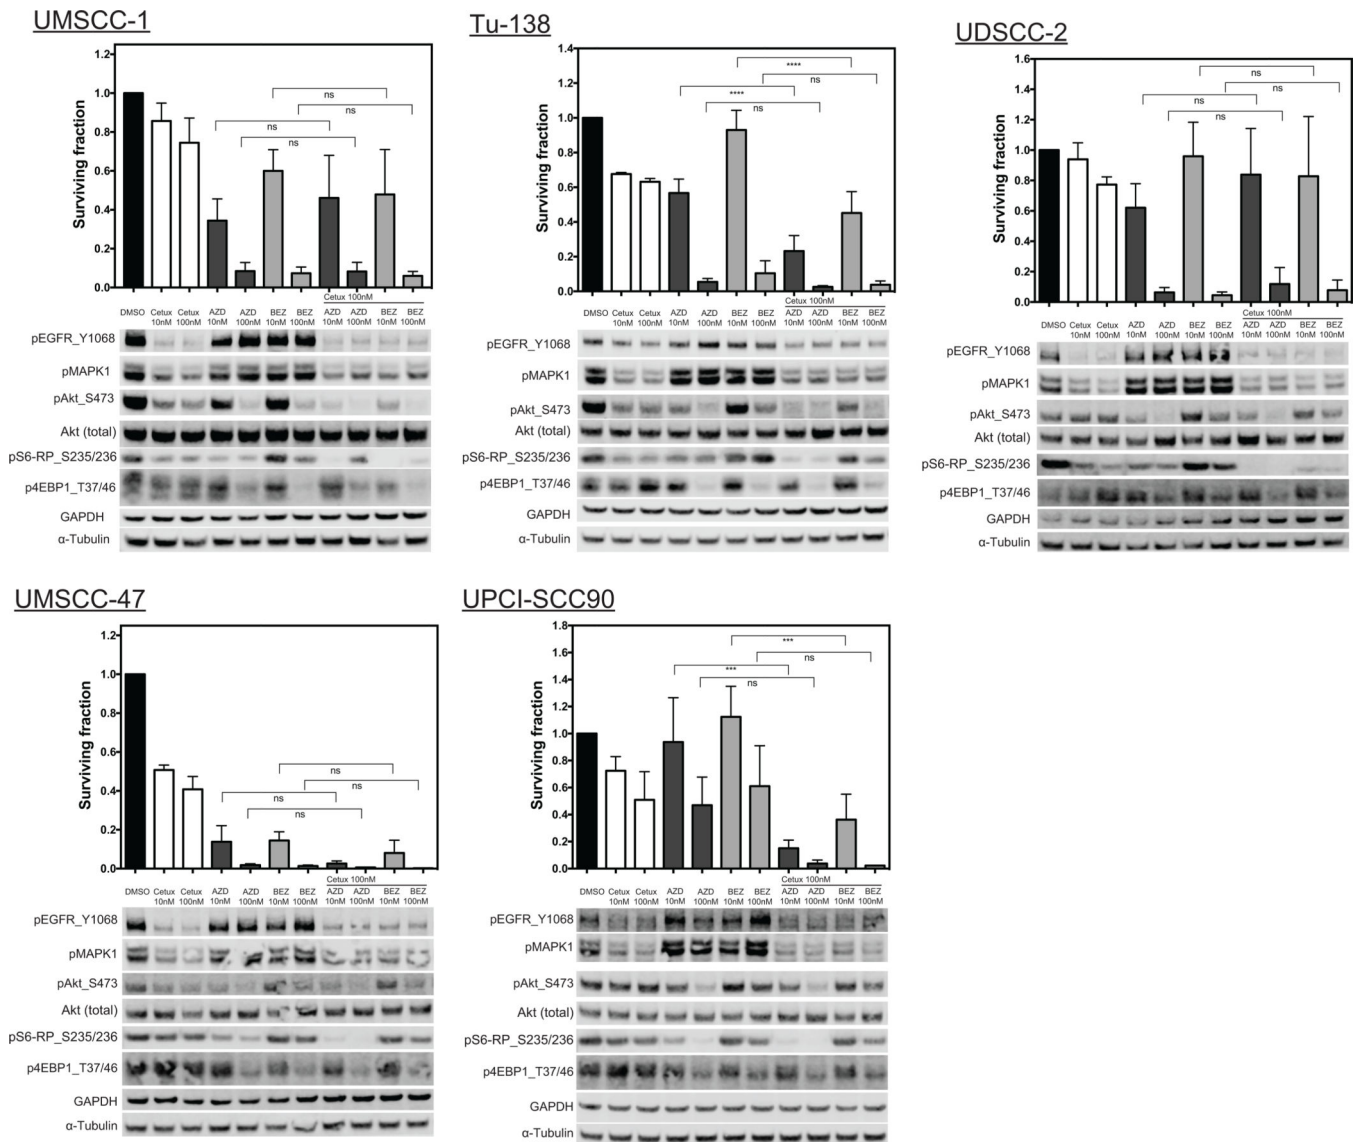 UMSCC-1
Surviving fraction
1.2
1.0
0.8
0.6
0.4
0.2
0.0
ns
ns
ns
ns
Cetux 100nM
DMSO Cetux 10nM Cetux 100nM AZD 10nM AZD 100nM BEZ 10nM BEZ 100nM AZD 10nM AZD 100nM BEZ 10nM BEZ 100nM
pEGFR_Y1068
pMAPK1
pAkt_S473
Akt (total)
pS6-RP_S235/236
p4EBP1_T37/46
GAPDH
α-Tubulin
Tu-138
Surviving fraction
1.4
1.2
1.0
0.8
0.6
0.4
0.2
0.0
****
ns
****
ns
Cetux 100nM
DMSO Cetux 10nM Cetux 100nM AZD 10nM AZD 100nM BEZ 10nM BEZ 100nM AZD 10nM AZD 100nM BEZ 10nM BEZ 100nM
pEGFR_Y1068
pMAPK1
pAkt_S473
Akt (total)
pS6-RP_S235/236
p4EBP1_T37/46
GAPDH
α-Tubulin
UDSCC-2
Surviving fraction
1.6
1.4
1.2
1.0
0.8
0.6
0.4
0.2
0.0
ns
ns
ns
ns
Cetux 100nM
DMSO Cetux 10nM Cetux 100nM AZD 10nM AZD 100nM BEZ 10nM BEZ 100nM AZD 10nM AZD 100nM BEZ 10nM BEZ 100nM
pEGFR_Y1068
pMAPK1
pAkt_S473
Akt (total)
pS6-RP_S235/236
p4EBP1_T37/46
GAPDH
α-Tubulin
UMSCC-47
Surviving fraction
1.2
1.0
0.8
0.6
0.4
0.2
0.0
ns
ns
ns
ns
Cetux 100nM
DMSO Cetux 10nM Cetux 100nM AZD 10nM AZD 100nM BEZ 10nM BEZ 100nM AZD 10nM AZD 100nM BEZ 10nM BEZ 100nM
pEGFR_Y1068
pMAPK1
pAkt_S473
Akt (total)
pS6-RP_S235/236
p4EBP1_T37/46
GAPDH
α-Tubulin
UPCI-SCC90
Surviving fraction
1.8
1.6
1.4
1.2
1.0
0.8
0.6
0.4
0.2
0.0
***
ns
***
ns
Cetux 100nM
DMSO Cetux 10nM Cetux 100nM AZD 10nM AZD 100nM BEZ 10nM BEZ 100nM AZD 10nM AZD 100nM BEZ 10nM BEZ 100nM
pEGFR_Y1068
pMAPK1
pAkt_S473
Akt (total)
pS6-RP_S235/236
p4EBP1_T37/46
GAPDH
α-Tubulin